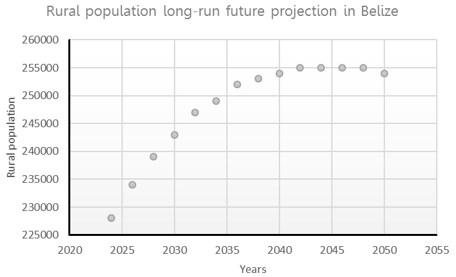 Rural population long-run future projection in Belize
260000
255000
250000
245000
240000
235000
230000
225000
Rural population
2020 2025 2030 2035 2040 2045 2050 2055
Years